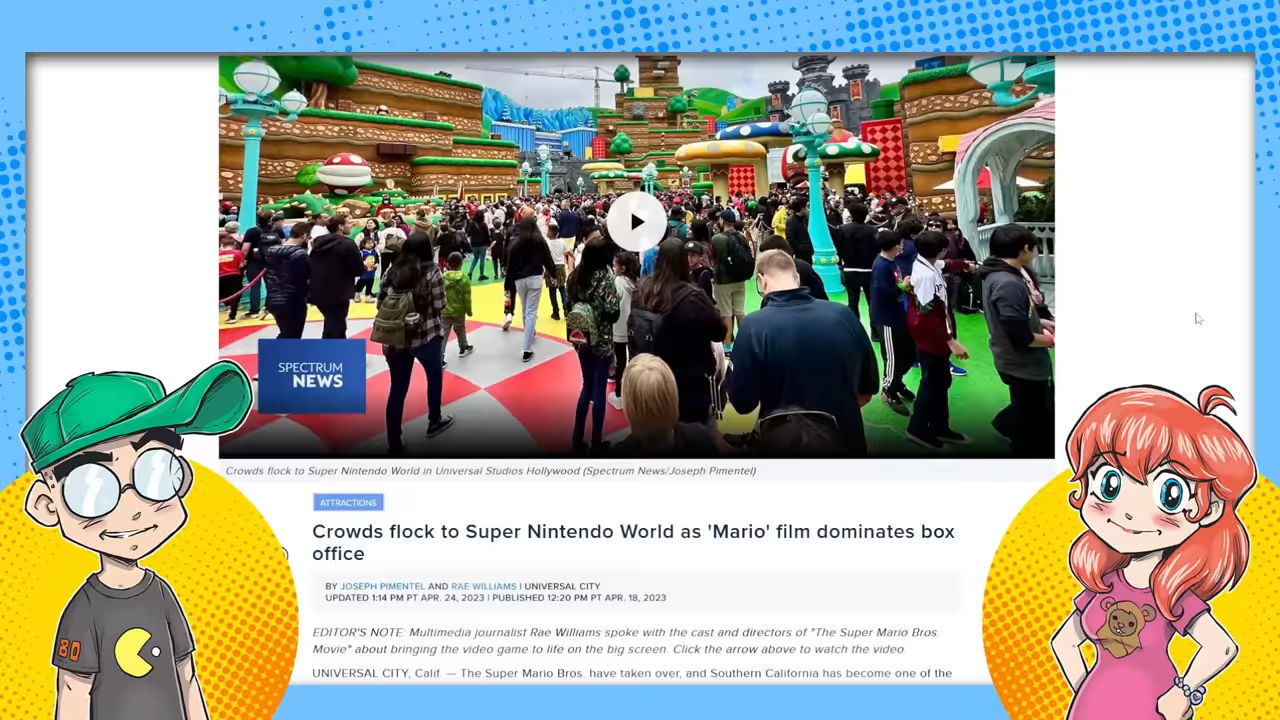 SPECTRUM
NEWS
Crowds flock to Super Nintendo World in Universal Studios Hollywood (Spectrum News/Joseph Pimentel)
ATTRACTIONS
Crowds flock to Super Nintendo World as 'Mario' film dominates box
office
BY JOSEPH PIMENTEL AND RAE WILLIAMS | UNIVERSAL CITY
UPDATED 1:14 PM PT APR. 24, 2023 | PUBLISHED 12:20 PM PT APR. 18, 2023
EDITOR'S NOTE: Multimedia journalist Rae Williams spoke with the cast and directors of "The Super Mario Bros.
Movie" about bringing the video game to life on the big screen. Click the arrow above to watch the video.
UNIVERSAL CITY, Calif. — The Super Mario Bros. have taken over, and Southern California has become one of the
80